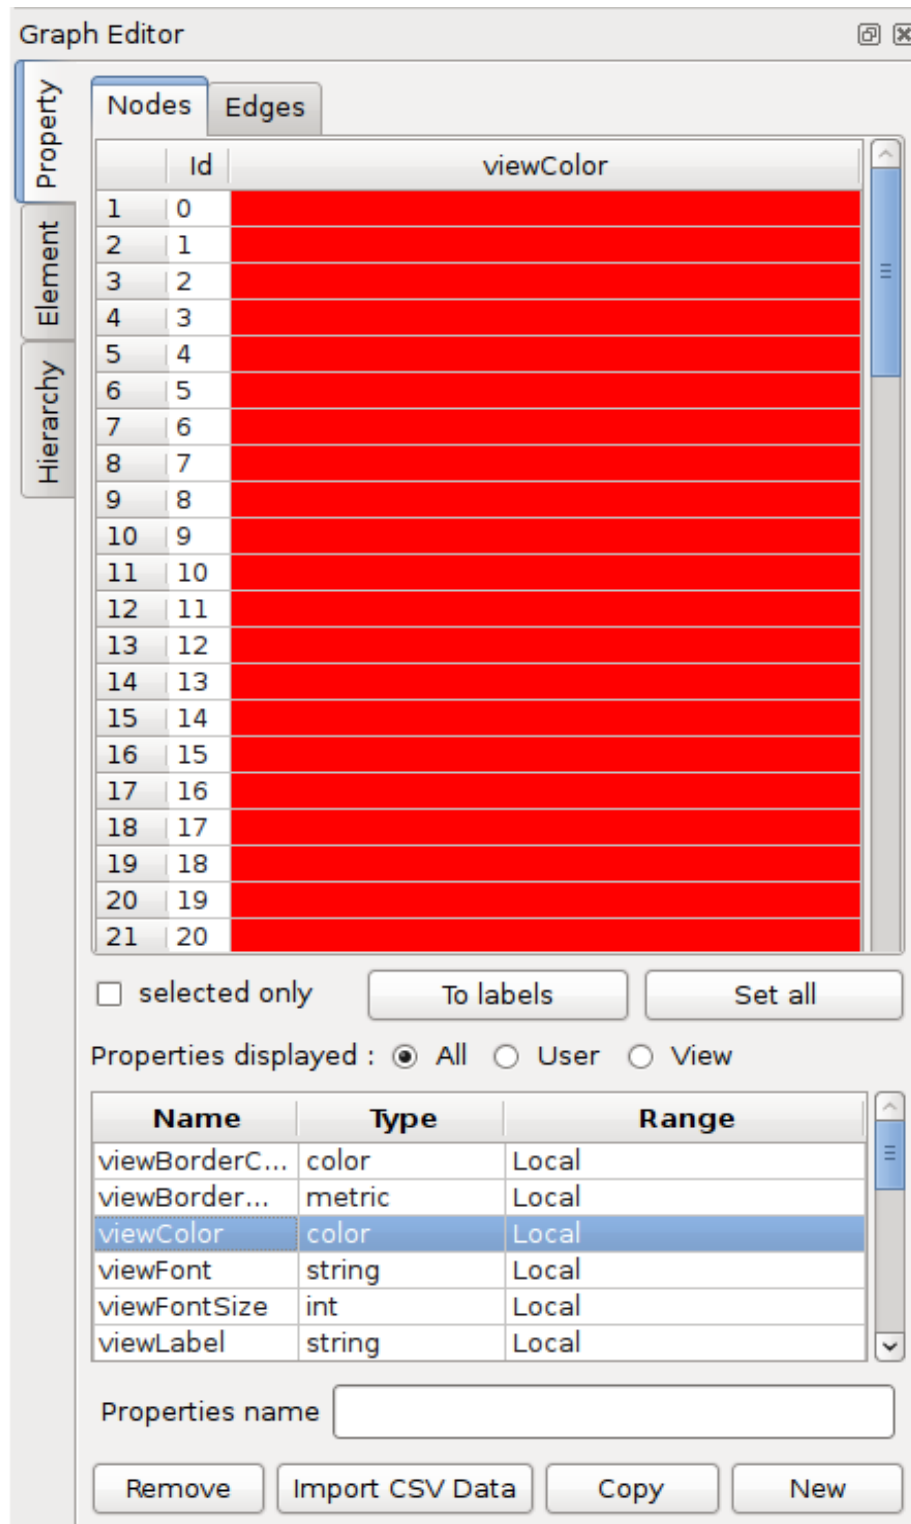 Graph Editor
Property
Element
Hierarchy
Nodes Edges
Id viewColor
1 0
2 1
3 2
4 3
5 4
6 5
7 6
8 7
9 8
10 9
11 10
12 11
13 12
14 13
15 14
16 15
17 16
18 17
19 18
20 19
21 20
selected only To labels Set all
Properties displayed : All User View
Name Type Range
viewBorderC... color Local
viewBorder... metric Local
viewColor color Local
viewFont string Local
viewFontSize int Local
viewLabel string Local
Properties name
Remove Import CSV Data Copy New